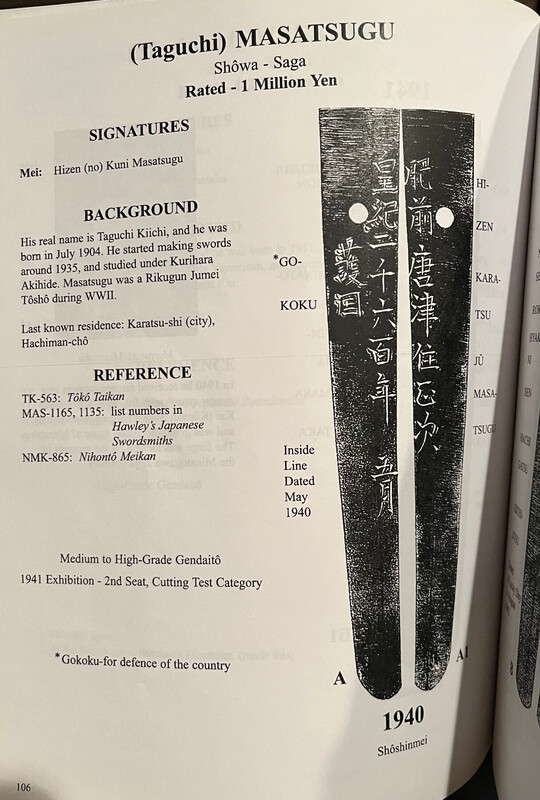 (Taguchi) MASATSUGU
Shôwa - Saga
Rated - 1 Million Yen
SIGNATURES
Mei: Hizen (no) Kuni Masatsugu
BACKGROUND
His real name is Taguchi Kiichi, and he was
born in July 1904. He started making swords
around 1935, and studied under Kurihara
Akihide. Masatsugu was a Rikugun Jumei
Tôshô during WWII.
Last known residence: Karatsu-shi (city),
Hachiman-chô
REFERENCE
TK-563: Tôkô Taikan
MAS-1165, 1135: list numbers in
Hawley's Japanese
Swordsmiths
NMK-865: Nihontô Meikan
Medium to High-Grade Gendaitô
1941 Exhibition - 2nd Seat, Cutting Test Category
*Gokoku-for defence of the country
*GO-
KOKU
Inside
Line
Dated
May
1940
護国
皇紀二千六百年 五月
肥前唐津住正次
HI-
ZEN
KARA-
TSU
JÛ
MASA-
TSUGU
A
A1
1940
Shôshinmei
106